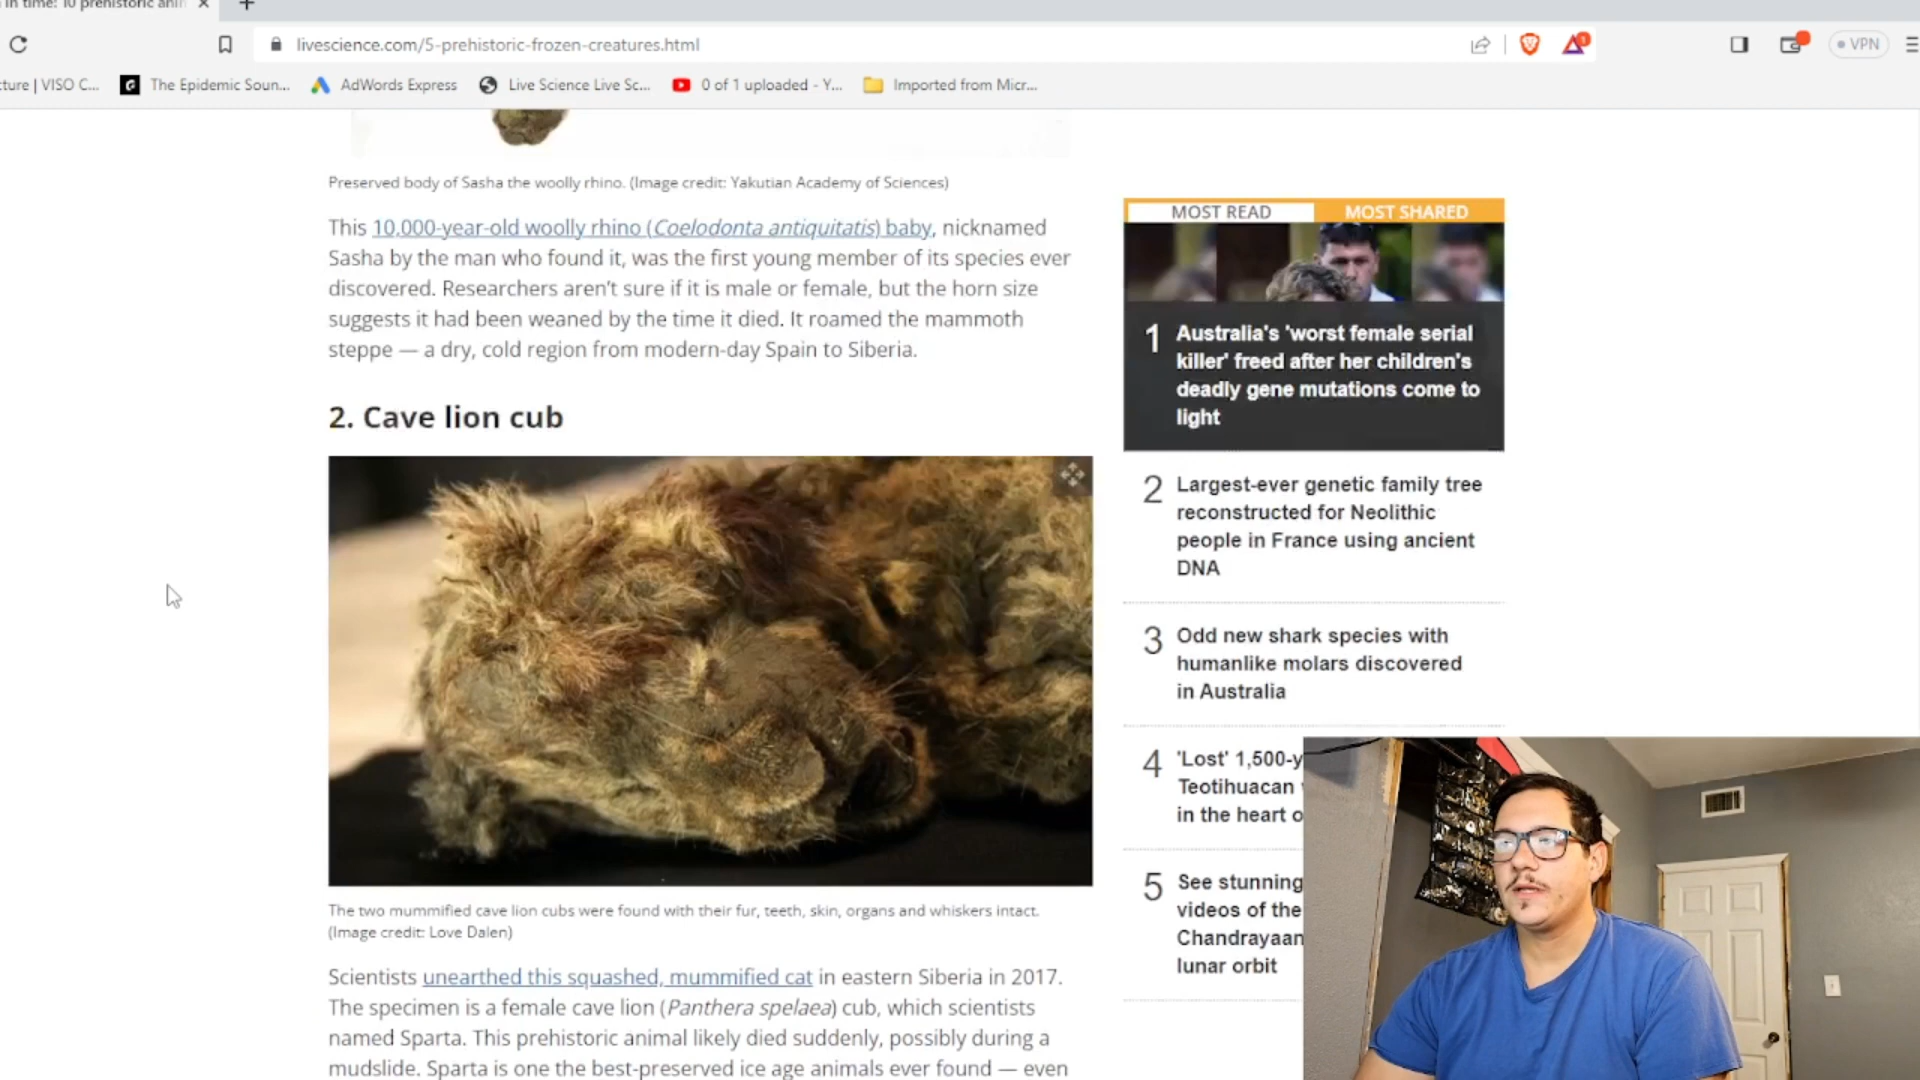 in time: 10 prehistoric anim
livescience.com/5-prehistoric-frozen-creatures.html
1
VPN
cture | VISO C...
The Epidemic Soun...
AdWords Express
Live Science Live Sc...
0 of 1 uploaded - Y...
Imported from Micr...
Preserved body of Sasha the woolly rhino. (Image credit: Yakutian Academy of Sciences)
This 10,000-year-old woolly rhino (Coelodonta antiquitatis) baby, nicknamed
Sasha by the man who found it, was the first young member of its species ever
discovered. Researchers aren't sure if it is male or female, but the horn size
suggests it had been weaned by the time it died. It roamed the mammoth
steppe — a dry, cold region from modern-day Spain to Siberia.
2. Cave lion cub
The two mummified cave lion cubs were found with their fur, teeth, skin, organs and whiskers intact.
(Image credit: Love Dalen)
Scientists unearthed this squashed, mummified cat in eastern Siberia in 2017.
The specimen is a female cave lion (Panthera spelaea) cub, which scientists
named Sparta. This prehistoric animal likely died suddenly, possibly during a
mudslide. Sparta is one the best-preserved ice age animals ever found — even
MOST READ
MOST SHARED
1 Australia's 'worst female serial
killer' freed after her children's
deadly gene mutations come to
light
2 Largest-ever genetic family tree
reconstructed for Neolithic
people in France using ancient
DNA
3 Odd new shark species with
humanlike molars discovered
in Australia
4 'Lost' 1,500-y
Teotihuacan
in the heart o
5 See stunning
videos of the
Chandrayaan
lunar orbit